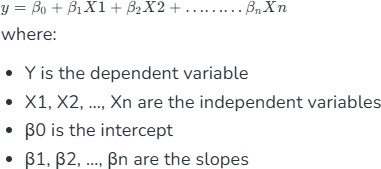 y = β₀ + β₁X1 + β₂X2 + ……… βₙXn
where:
• Y is the dependent variable
• X1, X2, ..., Xn are the independent variables
• β0 is the intercept
• β1, β2, ..., βn are the slopes